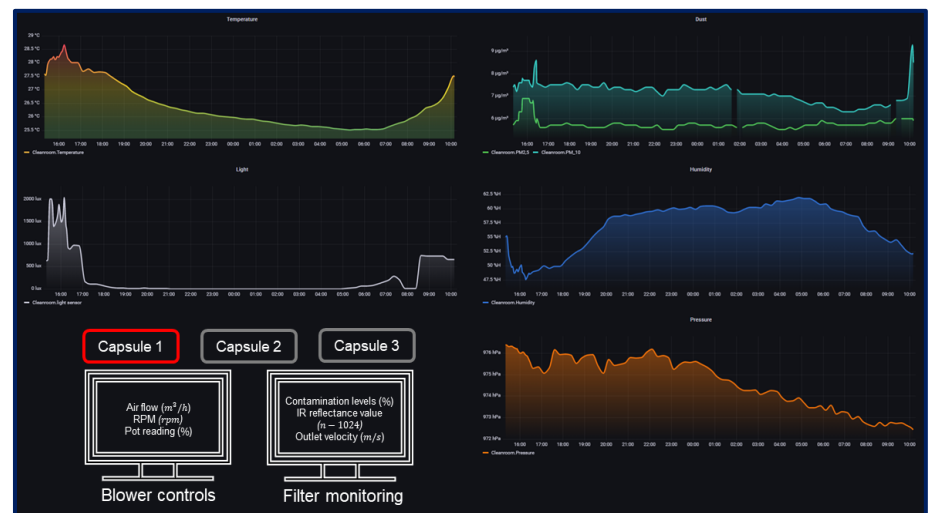 Temperature
29 °C
28.5 °C
28 °C
27.5 °C
27 °C
26.5 °C
26 °C
25.5 °C
16:00 17:00 18:00 19:00 20:00 21:00 22:00 23:00 00:00 01:00 02:00 03:00 04:00 05:00 06:00 07:00 08:00 09:00 10:00
Cleanroom.Temperature
Dust
9 μg/m³
8 μg/m³
7 μg/m³
6 μg/m³
16:00 17:00 18:00 19:00 20:00 21:00 22:00 23:00 00:00 01:00 02:00 03:00 04:00 05:00 06:00 07:00 08:00 09:00 10:00
Cleanroom.PM2,5 Cleanroom.PM_10
Light
2000 lux
1500 lux
1000 lux
500 lux
0 lux
16:00 17:00 18:00 19:00 20:00 21:00 22:00 23:00 00:00 01:00 02:00 03:00 04:00 05:00 06:00 07:00 08:00 09:00 10:00
Cleanroom.light sensor
Humidity
62.5 %H
60 %H
57.5 %H
55 %H
52.5 %H
50 %H
47.5 %H
16:00 17:00 18:00 19:00 20:00 21:00 22:00 23:00 00:00 01:00 02:00 03:00 04:00 05:00 06:00 07:00 08:00 09:00 10:00
Cleanroom.Humidity
Capsule 1
Capsule 2
Capsule 3
Air flow (m³/h)
RPM (rpm)
Pot reading (%)
Blower controls
Contamination levels (%)
IR reflectance value
(n − 1024)
Outlet velocity (m/s)
Filter monitoring
Pressure
976 hPa
975 hPa
974 hPa
973 hPa
972 hPa
16:00 17:00 18:00 19:00 20:00 21:00 22:00 23:00 00:00 01:00 02:00 03:00 04:00 05:00 06:00 07:00 08:00 09:00 10:00
Cleanroom.Pressure